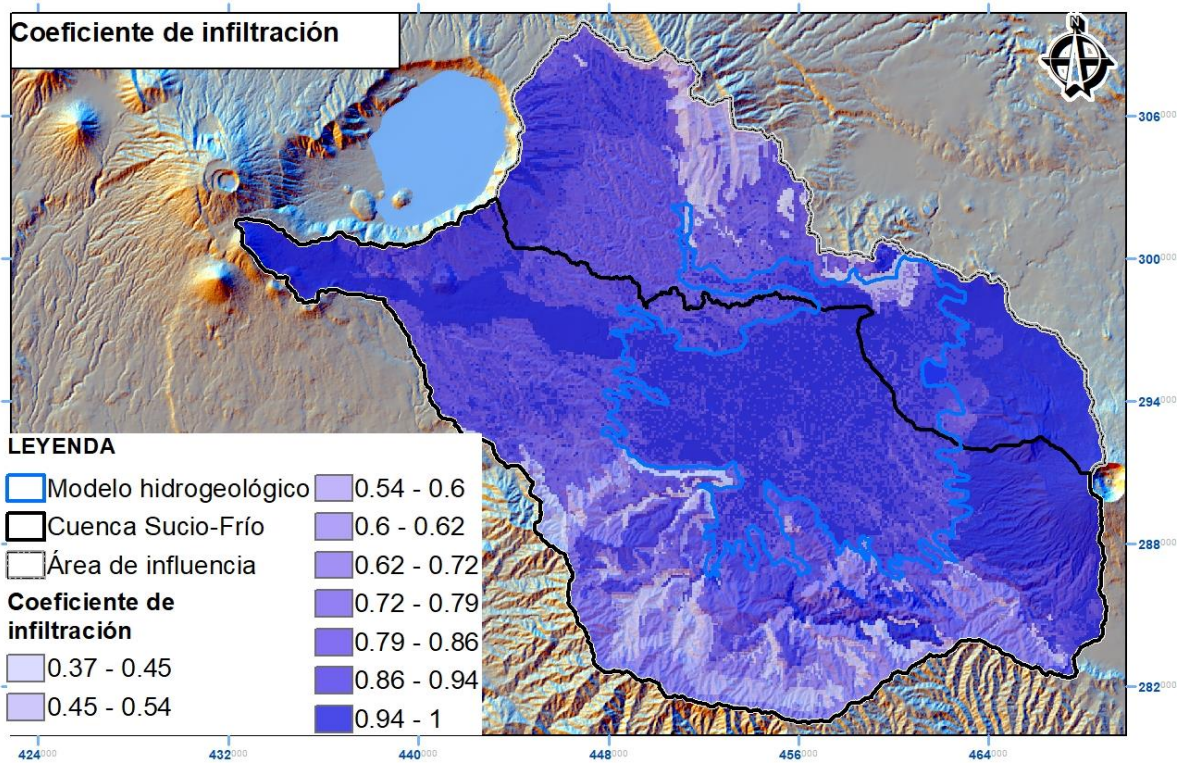 Coeficiente de infiltración
N
306000
300000
294000
288000
282000
LEYENDA
Modelo hidrogeológico
Cuenca Sucio-Frío
Área de influencia
Coeficiente de
infiltración
0.37 - 0.45
0.45 - 0.54
0.54 - 0.6
0.6 - 0.62
0.62 - 0.72
0.72 - 0.79
0.79 - 0.86
0.86 - 0.94
0.94 - 1
424000 432000 440000 448000 456000 464000